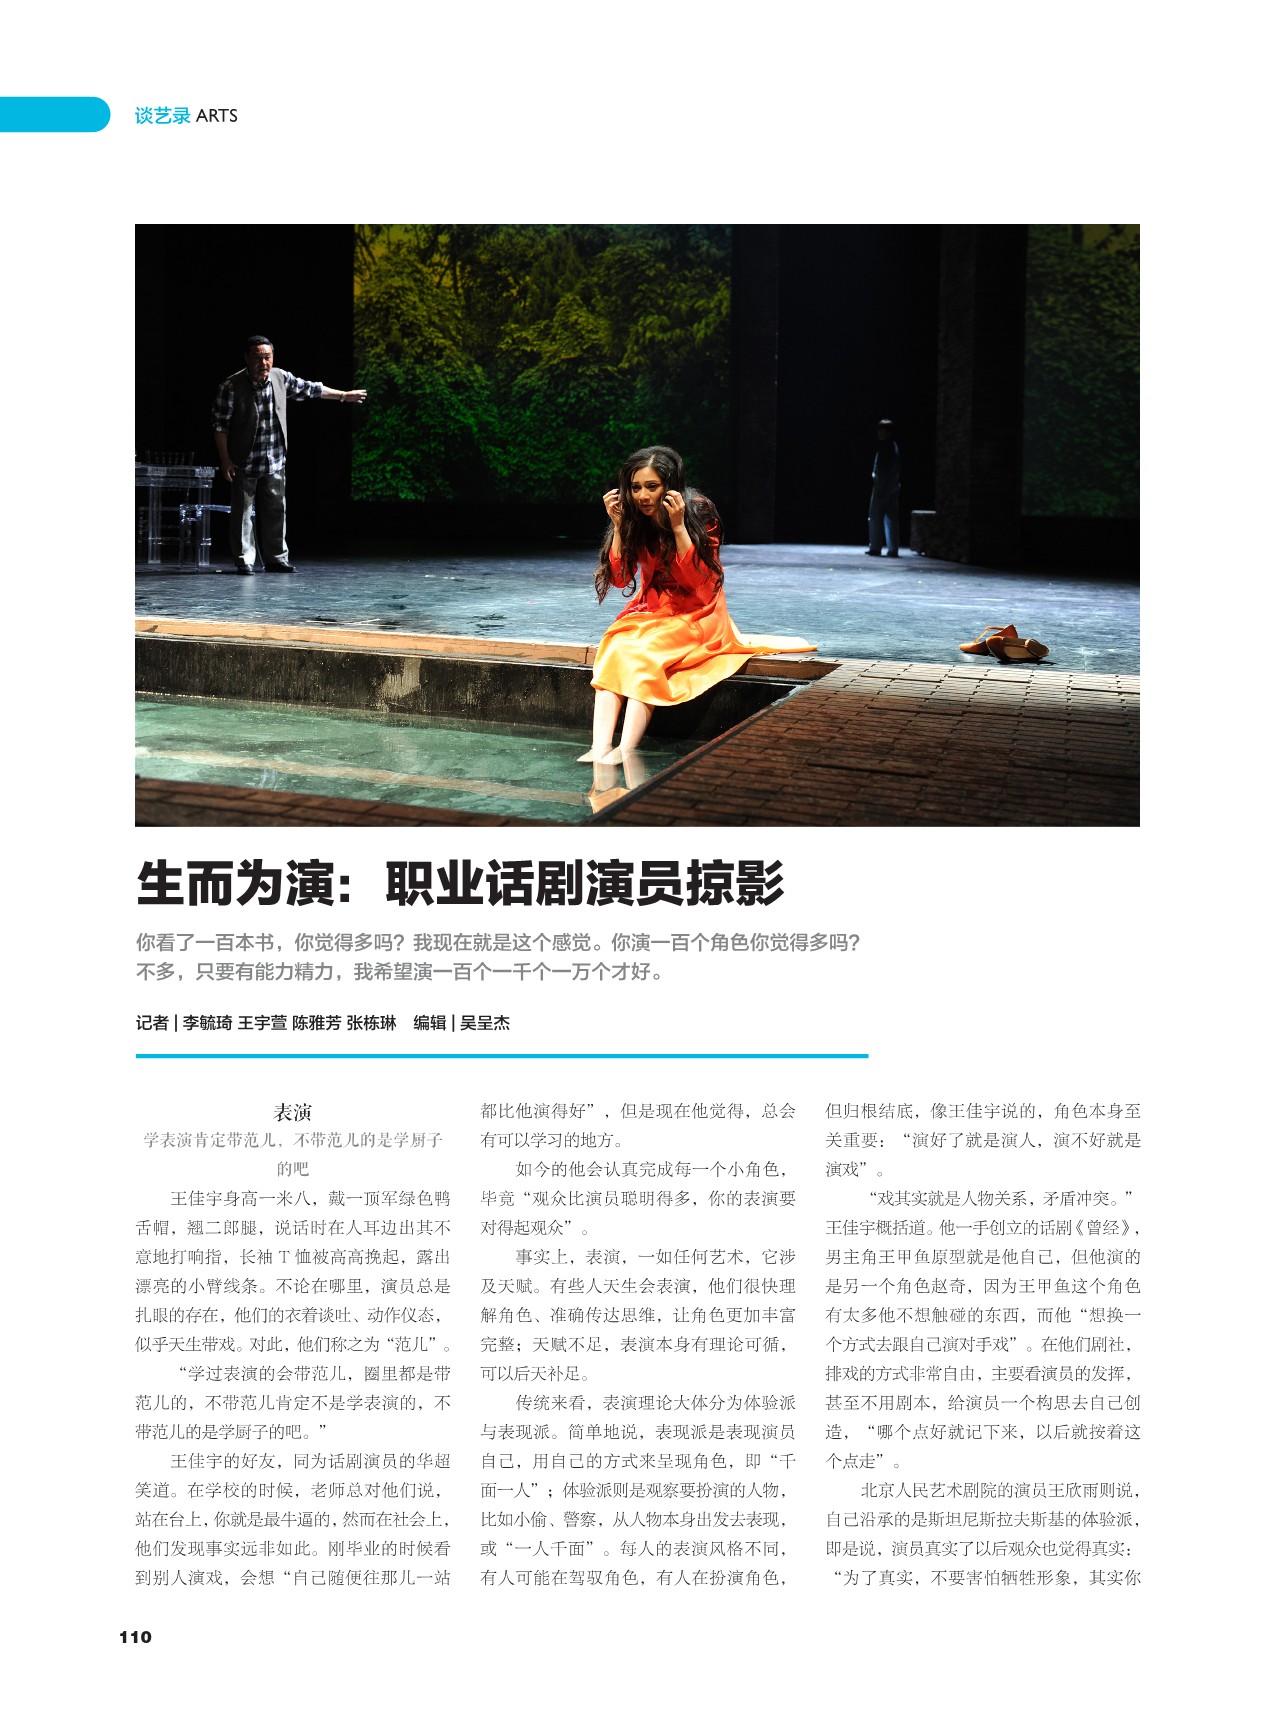 谈艺录 ARTS
生而为演：职业话剧演员掠影
你看了一百本书，你觉得多吗？我现在就是这个感觉。你演一百个角色你觉得多吗？
不多，只要有能力精力，我希望演一百个一千个一万个才好。
记者 | 李毓琦 王宇萱 陈雅芳 张栋琳　编辑 | 吴呈杰
表演
学表演肯定带范儿，不带范儿的是学厨子
的吧
王佳宇身高一米八，戴一顶军绿色鸭
舌帽，翘二郎腿，说话时在人耳边出其不
意地打响指，长袖 T 恤被高高挽起，露出
漂亮的小臂线条。不论在哪里，演员总是
扎眼的存在，他们的衣着谈吐、动作仪态，
似乎天生带戏。对此，他们称之为“范儿”。
“学过表演的会带范儿，圈里都是带
范儿的，不带范儿肯定不是学表演的，不
带范儿的是学厨子的吧。”
王佳宇的好友，同为话剧演员的华超
笑道。在学校的时候，老师总对他们说，
站在台上，你就是最牛逼的，然而在社会上，
他们发现事实远非如此。刚毕业的时候看
到别人演戏，会想“自己随便往那儿一站
都比他演得好”，但是现在他觉得，总会
有可以学习的地方。
如今的他会认真完成每一个小角色，
毕竟“观众比演员聪明得多，你的表演要
对得起观众”。
事实上，表演，一如任何艺术，它涉
及天赋。有些人天生会表演，他们很快理
解角色、准确传达思维，让角色更加丰富
完整；天赋不足，表演本身有理论可循，
可以后天补足。
传统来看，表演理论大体分为体验派
与表现派。简单地说，表现派是表现演员
自己，用自己的方式来呈现角色，即“千
面一人”；体验派则是观察要扮演的人物，
比如小偷、警察，从人物本身出发去表现，
或“一人千面”。每人的表演风格不同，
有人可能在驾驭角色，有人在扮演角色，
但归根结底，像王佳宇说的，角色本身至
关重要：“演好了就是演人，演不好就是
演戏”。
“戏其实就是人物关系，矛盾冲突。”
王佳宇概括道。他一手创立的话剧《曾经》，
男主角王甲鱼原型就是他自己，但他演的
是另一个角色赵奇，因为王甲鱼这个角色
有太多他不想触碰的东西，而他“想换一
个方式去跟自己演对手戏”。在他们剧社，
排戏的方式非常自由，主要看演员的发挥，
甚至不用剧本，给演员一个构思去自己创
造，“哪个点好就记下来，以后就按着这
个点走”。
北京人民艺术剧院的演员王欣雨则说，
自己沿承的是斯坦尼斯拉夫斯基的体验派，
即是说，演员真实了以后观众也觉得真实：
“为了真实，不要害怕牺牲形象，其实你
110